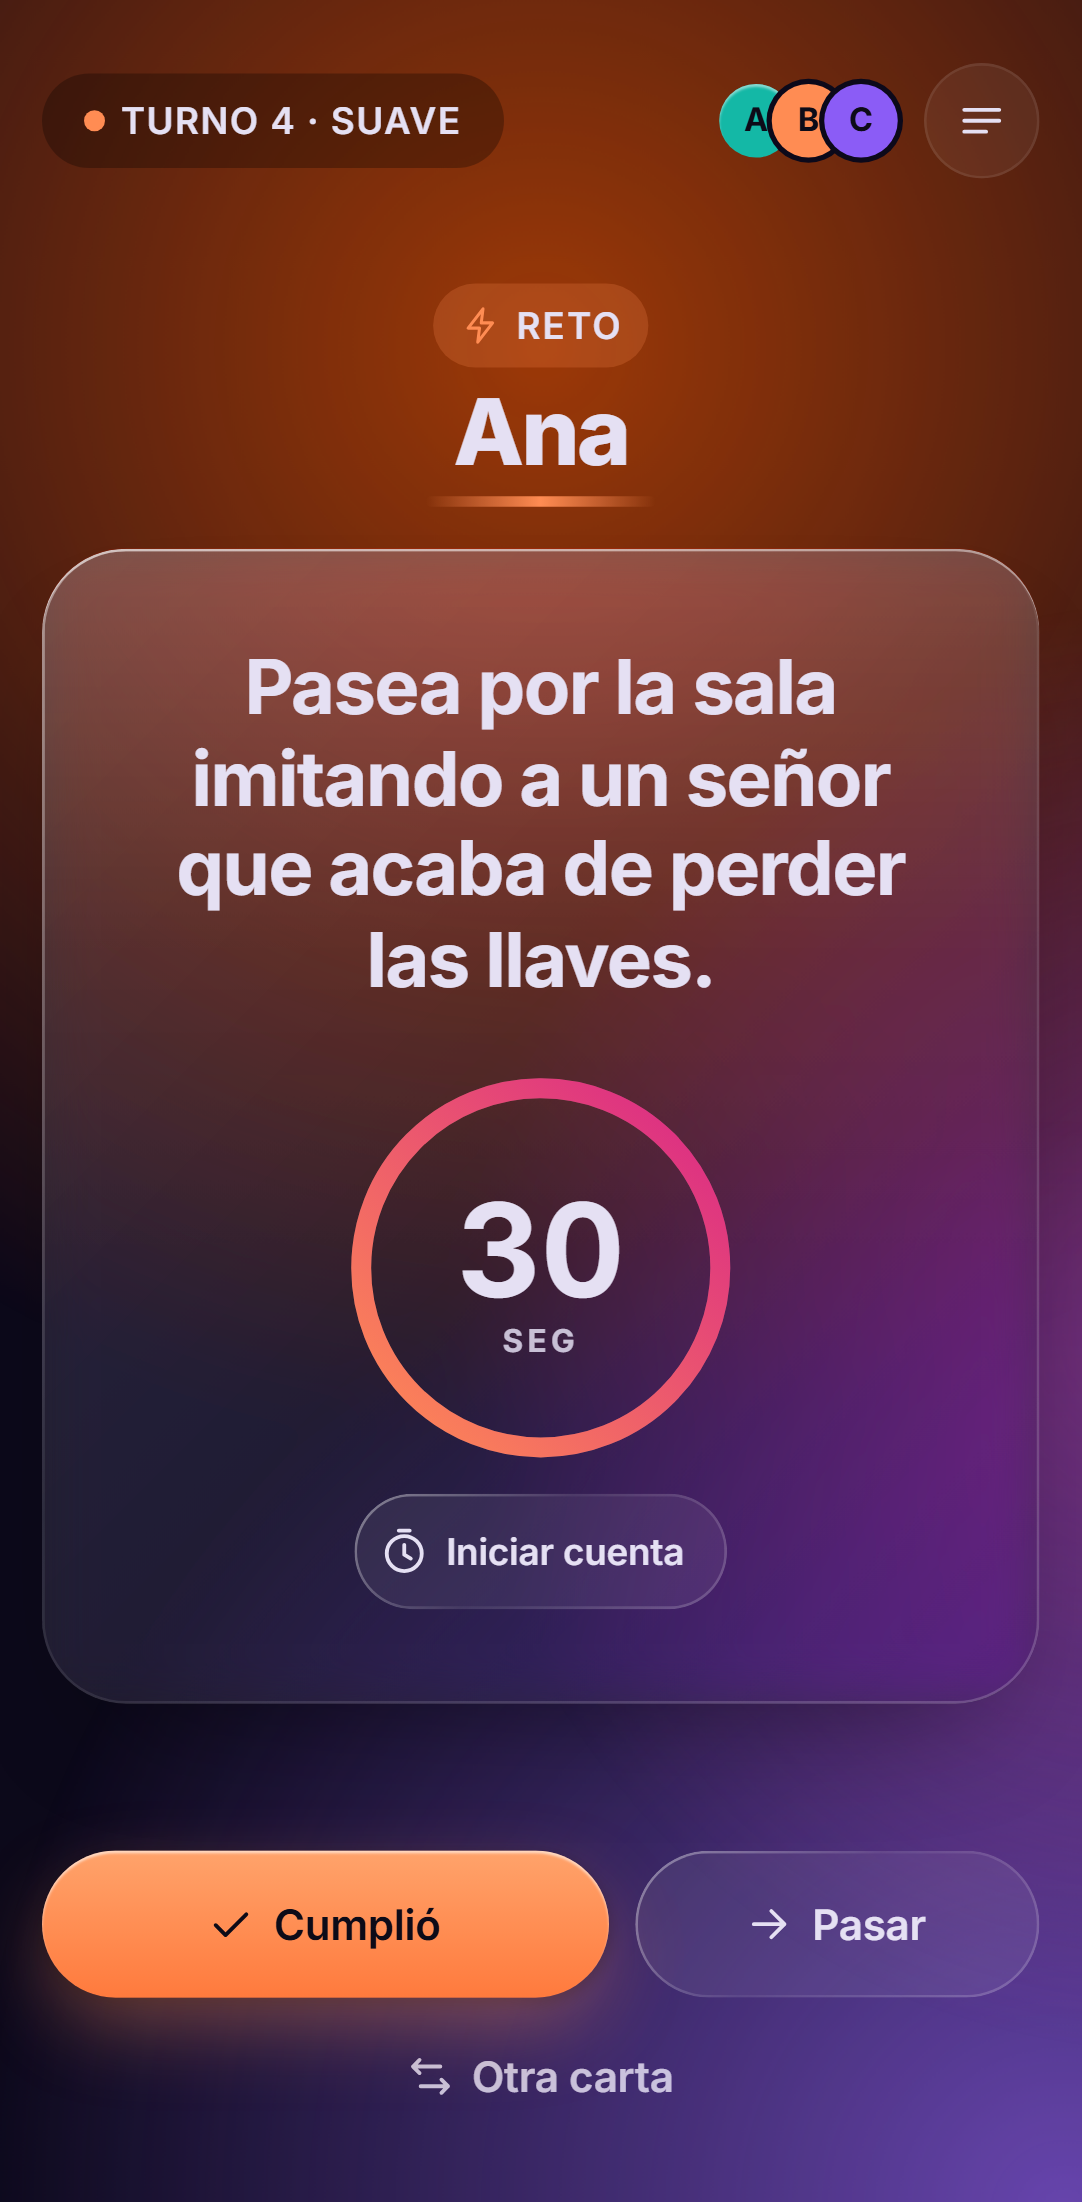 TURNO 4 · SUAVE
A B C
RETO
Ana
Pasea por la sala
imitando a un señor
que acaba de perder
las llaves.
30
SEG
Iniciar cuenta
Cumplió
Pasar
Otra carta